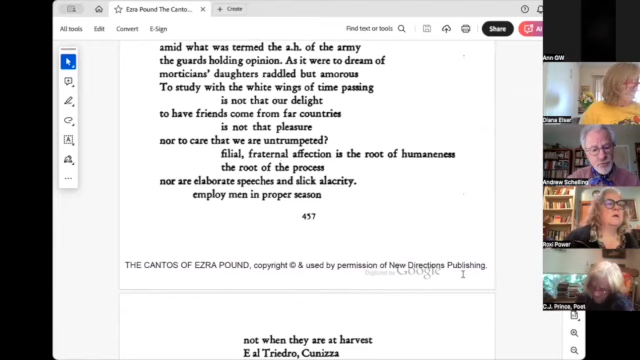 Ezra Pound The Cantos of E...
+ Create
All tools Edit Convert E-Sign
Find text or tools
Share
AI
amid what was termed the a.h. of the army
the guards holding opinion. As it were to dream of
morticians' daughters raddled but amorous
To study with the white wings of time passing
is not that our delight
to have friends come from far countries
is not that pleasure
nor to care that we are untrumpeted?
filial, fraternal affection is the root of humaneness
the root of the process
nor are elaborate speeches and slick alacrity.
employ men in proper season
457
THE CANTOS OF EZRA POUND, copyright © & used by permission of New Directions Publishing.
Digitized by Google
not when they are at harvest
E al Triedro, Cunizza
Ann GW
Diana Elser
Andrew Schelling
Roxi Power
C.J. Prince, Post